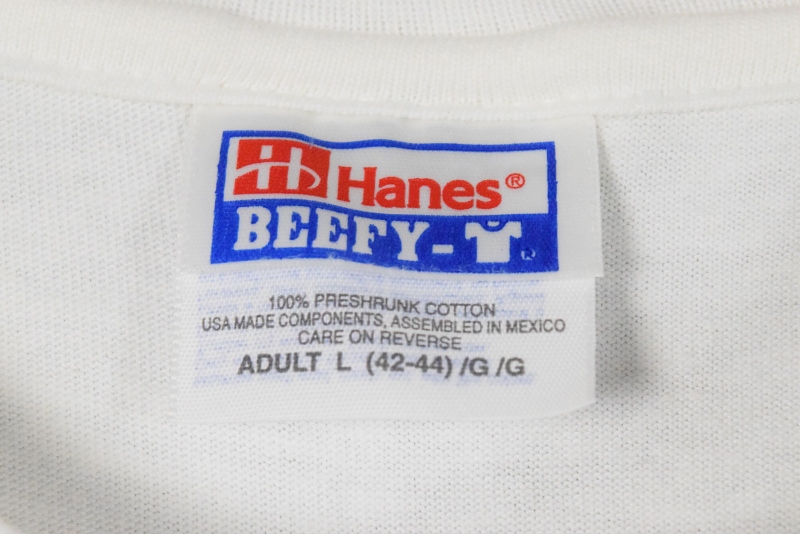 H Hanes®
BEEFY-T®
100% PRESHRUNK COTTON
USA MADE COMPONENTS, ASSEMBLED IN MEXICO
CARE ON REVERSE
ADULT L (42-44) /G /G